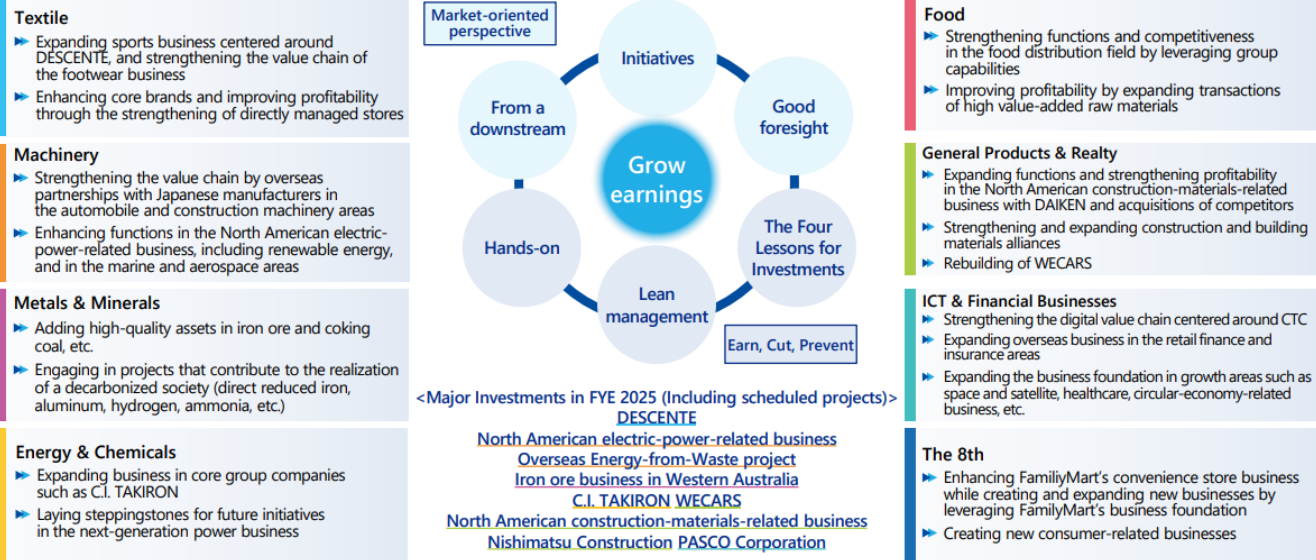 Textile
Expanding sports business centered around
DESCENTE, and strengthening the value chain of
the footwear business
Enhancing core brands and improving profitability
through the strengthening of directly managed stores
Machinery
Strengthening the value chain by overseas
partnerships with Japanese manufacturers in
the automobile and construction machinery areas
Enhancing functions in the North American electric-
power-related business, including renewable energy,
and in the marine and aerospace areas
Metals & Minerals
Adding high-quality assets in iron ore and coking
coal, etc.
Engaging in projects that contribute to the realization
of a decarbonized society (direct reduced iron,
aluminum, hydrogen, ammonia, etc.)
Energy & Chemicals
Expanding business in core group companies
such as C.I. TAKIRON
Laying steppingstones for future initiatives
in the next-generation power business
Market-oriented
perspective
Initiatives
From a
downstream
Good
foresight
Grow
earnings
Hands-on
The Four
Lessons for
Investments
Lean
management
Earn, Cut, Prevent
<Major Investments in FYE 2025 (Including scheduled projects)>
DESCENTE
North American electric-power-related business
Overseas Energy-from-Waste project
Iron ore business in Western Australia
C.I. TAKIRON WECARS
North American construction-materials-related business
Nishimatsu Construction PASCO Corporation
Food
Strengthening functions and competitiveness
in the food distribution field by leveraging group
capabilities
Improving profitability by expanding transactions
of high value-added raw materials
General Products & Realty
Expanding functions and strengthening profitability
in the North American construction-materials-related
business with DAIKEN and acquisitions of competitors
Strengthening and expanding construction and building
materials alliances
Rebuilding of WECARS
ICT & Financial Businesses
Strengthening the digital value chain centered around CTC
Expanding overseas business in the retail finance and
insurance areas
Expanding the business foundation in growth areas such as
space and satellite, healthcare, circular-economy-related
business, etc.
The 8th
Enhancing FamilyMart's convenience store business
while creating and expanding new businesses by
leveraging FamilyMart's business foundation
Creating new consumer-related businesses